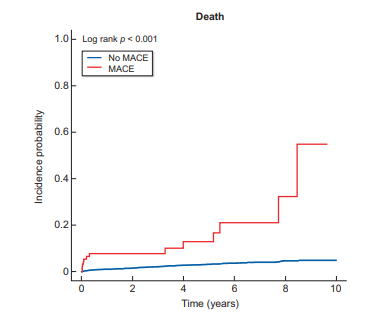 Death
Log rank p < 0.001
No MACE
MACE
Incidence probability
1.0
0.8
0.6
0.4
0.2
0
0 2 4 6 8 10
Time (years)